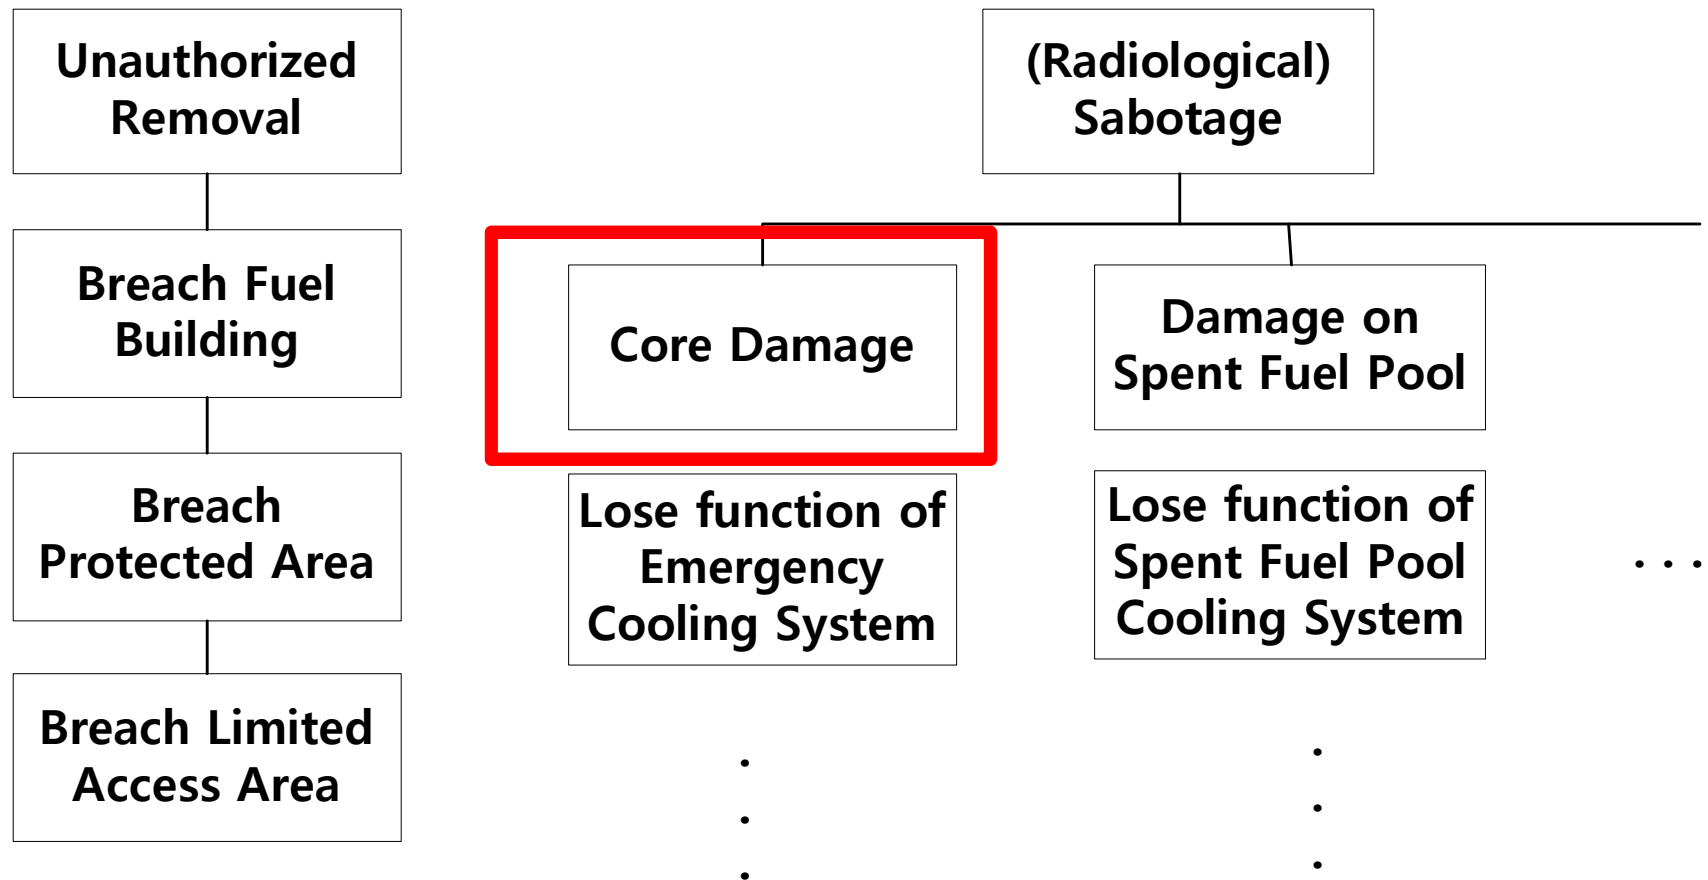 Unauthorized
Removal
(Radiological)
Sabotage
Breach Fuel
Building
Core Damage
Damage on
Spent Fuel Pool
Breach
Protected Area
Lose function of
Emergency
Cooling System
Lose function of
Spent Fuel Pool
Cooling System
. . .
Breach Limited
Access Area
.
.
.
.
.
.